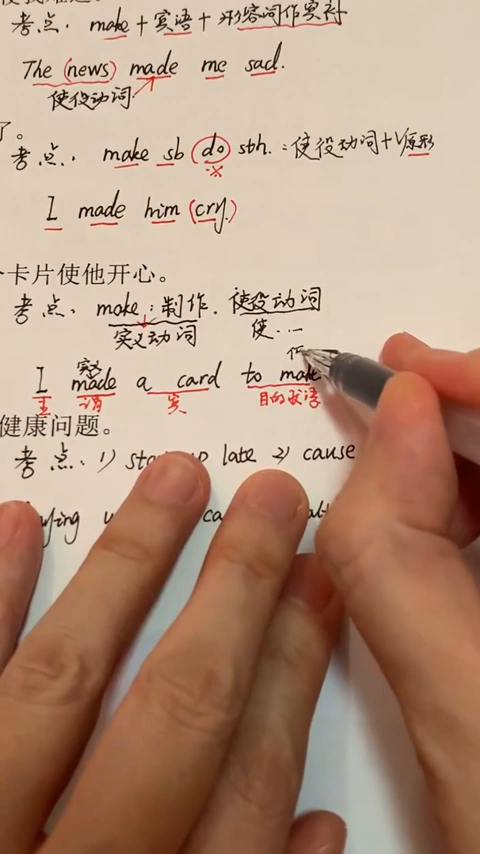 考点. make + 宾语 + 形容词作宾补
The (news) made me sad.
使役动词
了。
考点. make sb (do) sth. : 使役动词+V原形
I made him (cry.)
卡片使他开心。
考点. make : 制作. 使役动词
实义动词 使...
实义
I made a card to make
主 谓 宾 目的状语
健康问题。
考点. 1) late 2) cause